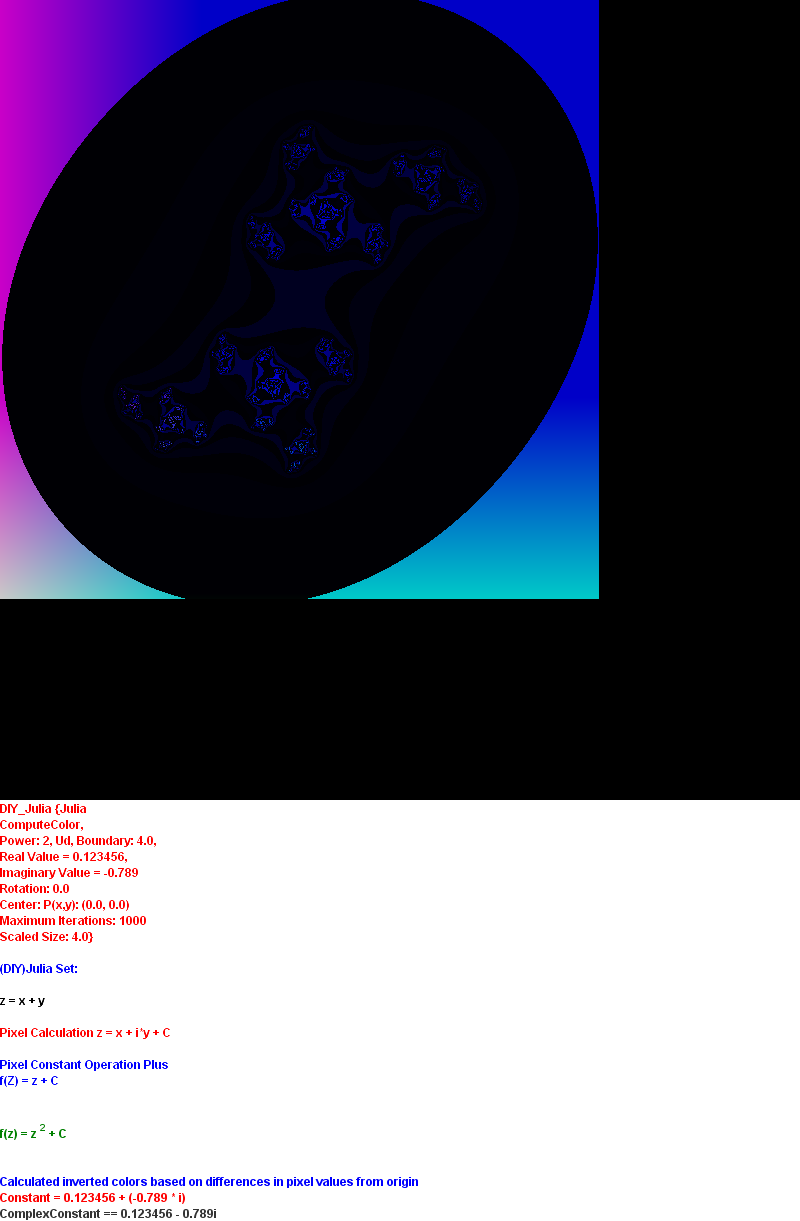 DIY_Julia {Julia
ComputeColor,
Power: 2, Ud, Boundary: 4.0,
Real Value = 0.123456,
Imaginary Value = -0.789
Rotation: 0.0
Center: P(x,y): (0.0, 0.0)
Maximum Iterations: 1000
Scaled Size: 4.0}
(DIY)Julia Set:
z = x + y
Pixel Calculation z = x + i*y + C
Pixel Constant Operation Plus
f(Z) = z + C
f(z) = z ² + C
Calculated inverted colors based on differences in pixel values from origin
Constant = 0.123456 + (-0.789 * i)
ComplexConstant == 0.123456 - 0.789i